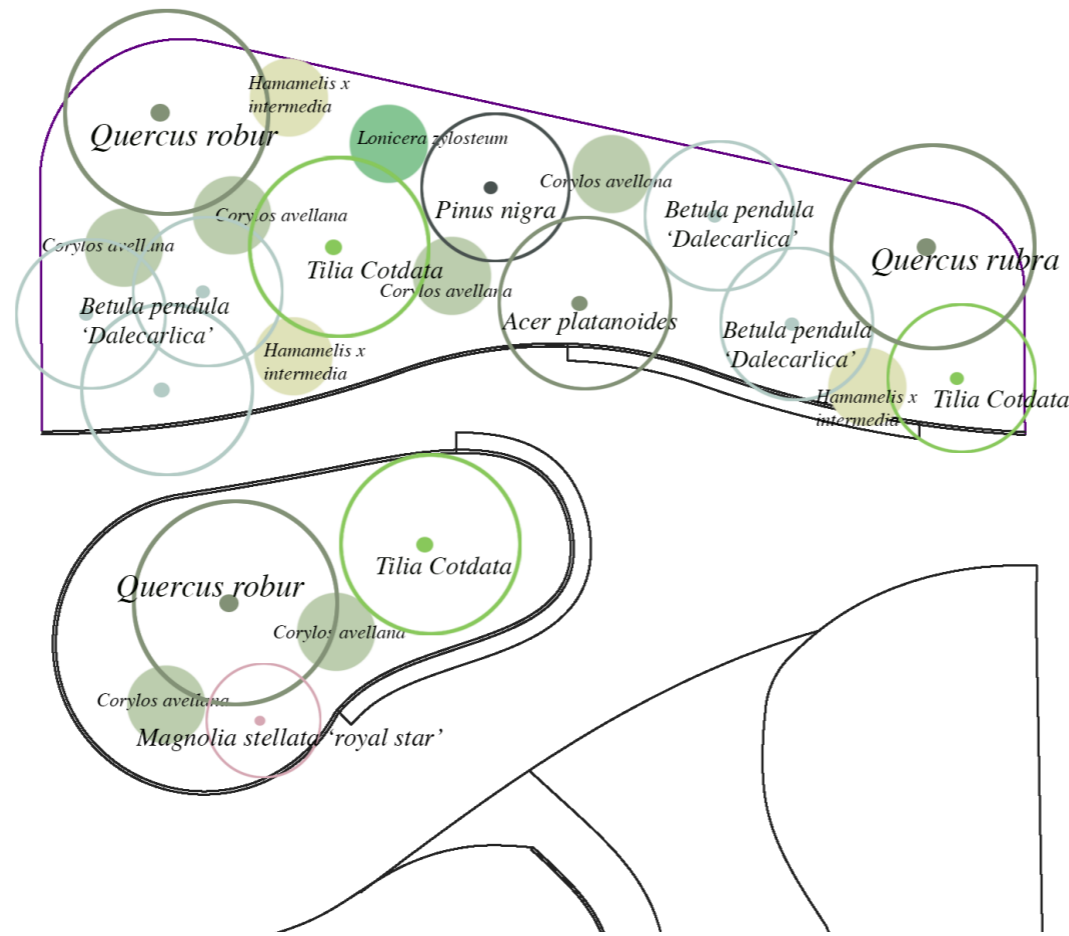 Hamamelis x
intermedia
Quercus robur
Lonicera zylosteum
Corylos avellana
Pinus nigra
Corylos avellana
Betula pendula
‘Dalecarlica’
Corylos avellana
Tilia Cotdata
Corylos avellana
Quercus rubra
Betula pendula
‘Dalecarlica’
Acer platanoides
Betula pendula
‘Dalecarlica’
Hamamelis x
intermedia
Hamamelis x
intermedia
Tilia Cotdata
Quercus robur
Tilia Cotdata
Corylos avellana
Corylos avellana
Magnolia stellata ‘royal star’